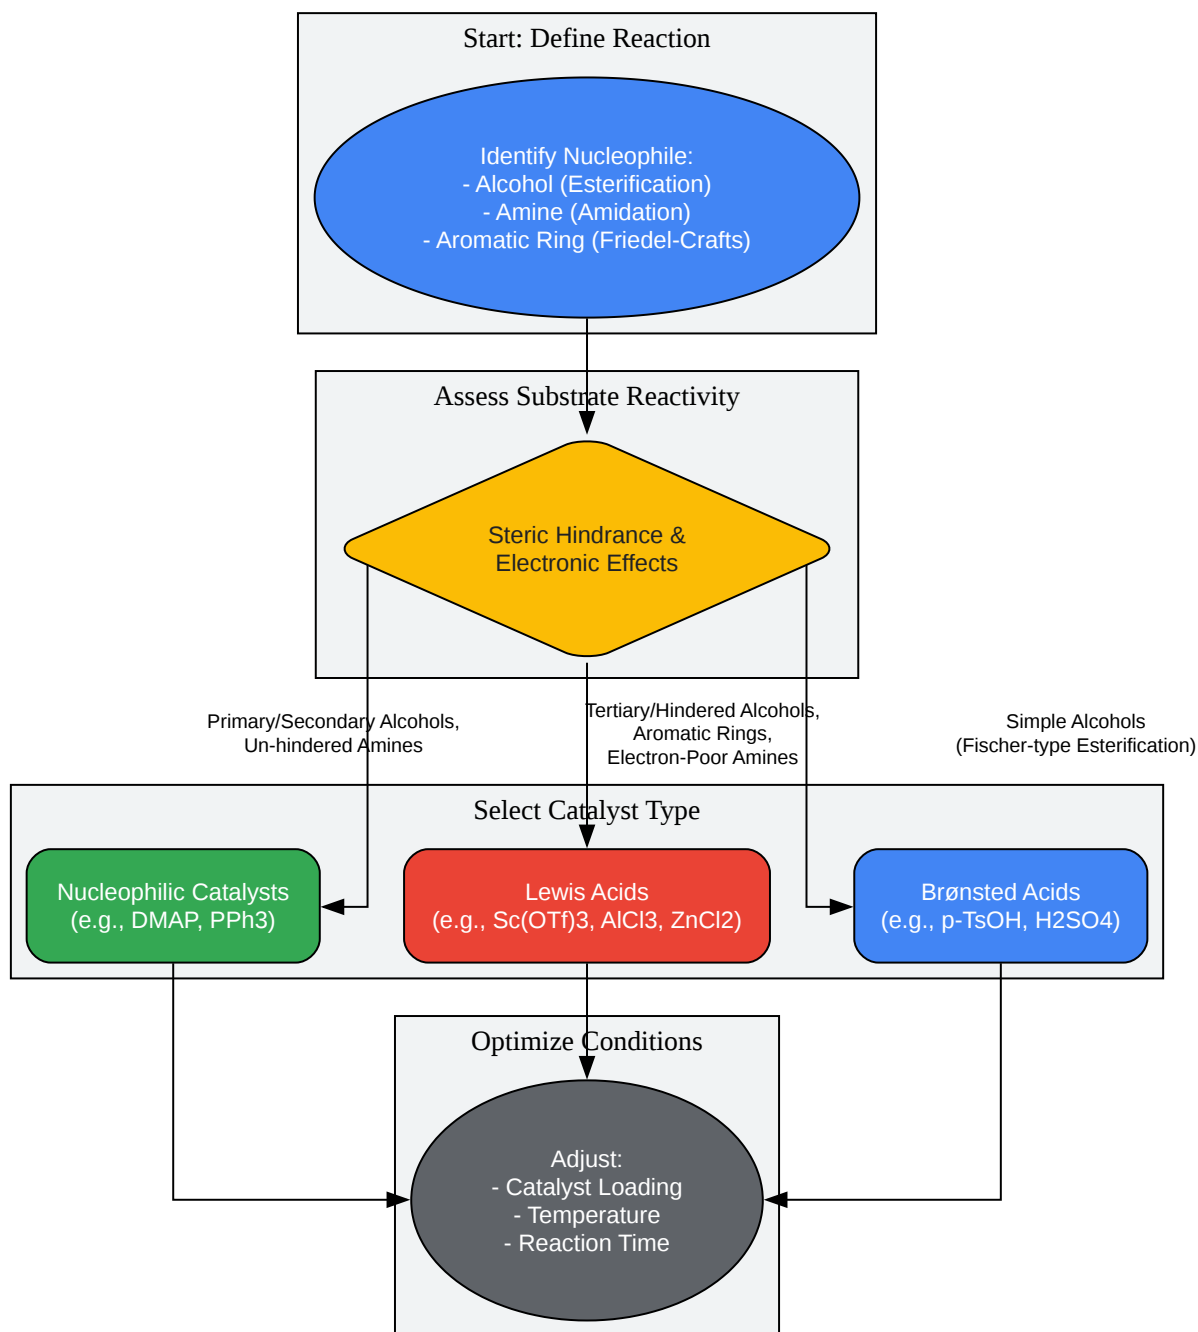 Start: Define Reaction
Identify Nucleophile:
- Alcohol (Esterification)
- Amine (Amidation)
- Aromatic Ring (Friedel-Crafts)
Assess Substrate Reactivity
Steric Hindrance &
Electronic Effects
Primary/Secondary Alcohols,
Un-hindered Amines
Tertiary/Hindered Alcohols,
Aromatic Rings,
Electron-Poor Amines
Simple Alcohols
(Fischer-type Esterification)
Select Catalyst Type
Nucleophilic Catalysts
(e.g., DMAP, PPh3)
Lewis Acids
(e.g., Sc(OTf)3, AlCl3, ZnCl2)
Brønsted Acids
(e.g., p-TsOH, H2SO4)
Optimize Conditions
Adjust:
- Catalyst Loading
- Temperature
- Reaction Time